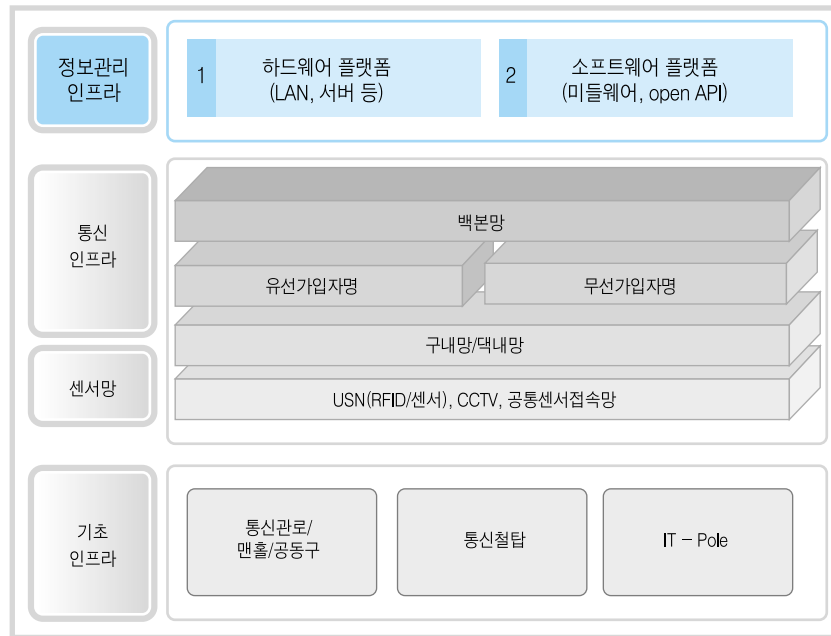 정보관리
인프라
1
하드웨어 플랫폼
(LAN, 서버 등)
2
소프트웨어 플랫폼
(미들웨어, open API)
통신
인프라
백본망
유선가입자명
무선가입자명
구내망/댁내망
센서망
USN(RFID/센서), CCTV, 공통센서접속망
기초
인프라
통신관로/
맨홀/공동구
통신철탑
IT – Pole